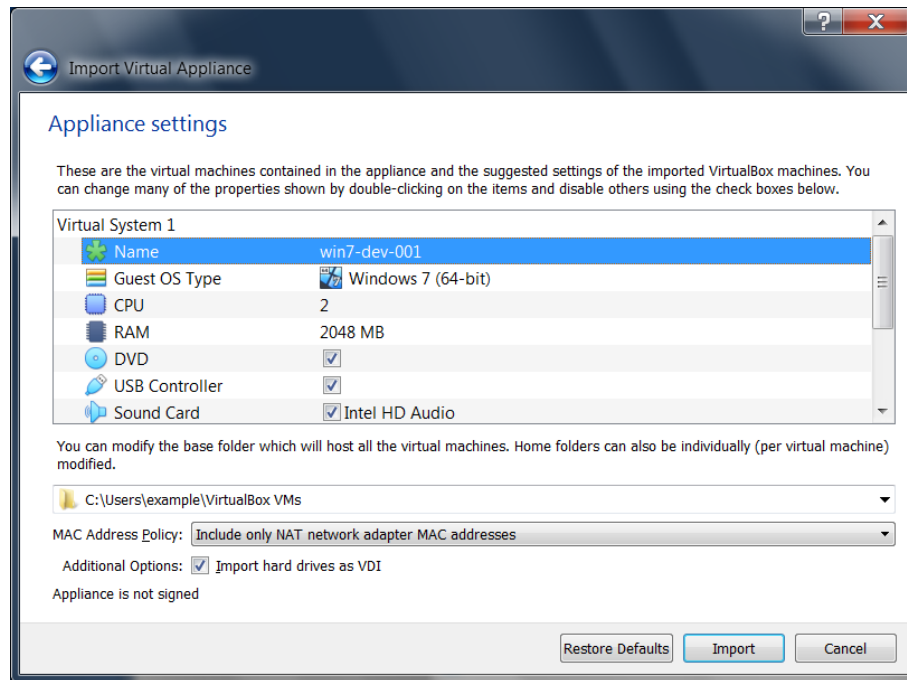 ?
X
Import Virtual Appliance
Appliance settings
These are the virtual machines contained in the appliance and the suggested settings of the imported VirtualBox machines. You
can change many of the properties shown by double-clicking on the items and disable others using the check boxes below.
Virtual System 1
Name win7-dev-001
Guest OS Type Windows 7 (64-bit)
CPU 2
RAM 2048 MB
DVD
USB Controller
Sound Card Intel HD Audio
You can modify the base folder which will host all the virtual machines. Home folders can also be individually (per virtual machine)
modified.
C:\Users\example\VirtualBox VMs
MAC Address Policy: Include only NAT network adapter MAC addresses
Additional Options: Import hard drives as VDI
Appliance is not signed
Restore Defaults Import Cancel